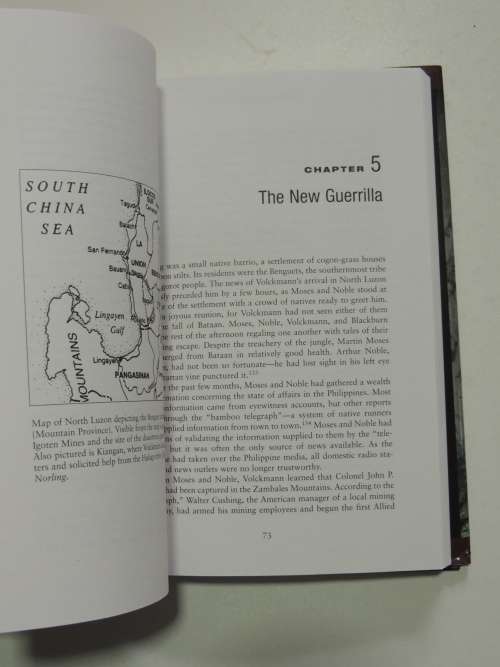 SOUTH
CHINA
SEA
Tagud
LA
UNION
San Fernando
Lingayen
Gulf
Lingayen
MOUNTAINS
PANGASINAN
Map of North Luzon depicting the
(Mountain Province). Visible
Igoten Mines and the size of the
Also pictured is Kiangan, where
ters and solicited help from the
Norling.
CHAPTER 5
The New Guerrilla
was a small native barrio, a settlement of cogon-grass houses
stilts. Its residents were the Benguets, the southernmost tribe
people. The news of Volckmann's arrival in North Luzon
preceded him by a few hours, as Moses and Noble stood at
of the settlement with a crowd of natives ready to greet him.
joyous reunion, for Volckmann had not seen either of them
fall of Bataan. Moses, Noble, Volckmann, and Blackburn
rest of the afternoon regaling one another with tales of their
escape. Despite the treachery of the jungle, Martin Moses
from Bataan in relatively good health. Arthur Noble,
had not been so fortunate—he had lost sight in his left eye
vine punctured it.
the past few months, Moses and Noble had gathered a wealth
concerning the state of affairs in the Philippines. Most
came from eyewitness accounts, but other reports
through the "bamboo telegraph"—a system of native runners
information from town to town. Moses and Noble had
of validating the information supplied to them by the "tele-
but it was often the only source of news available. As the
had taken over the Philippine media, all domestic radio sta-
news outlets were no longer trustworthy.
Moses and Noble, Volckmann learned that Colonel John P.
had been captured in the Zambales Mountains. According to the
Walter Cushing, the American manager of a local mining
had armed his mining employees and begun the first Allied
73